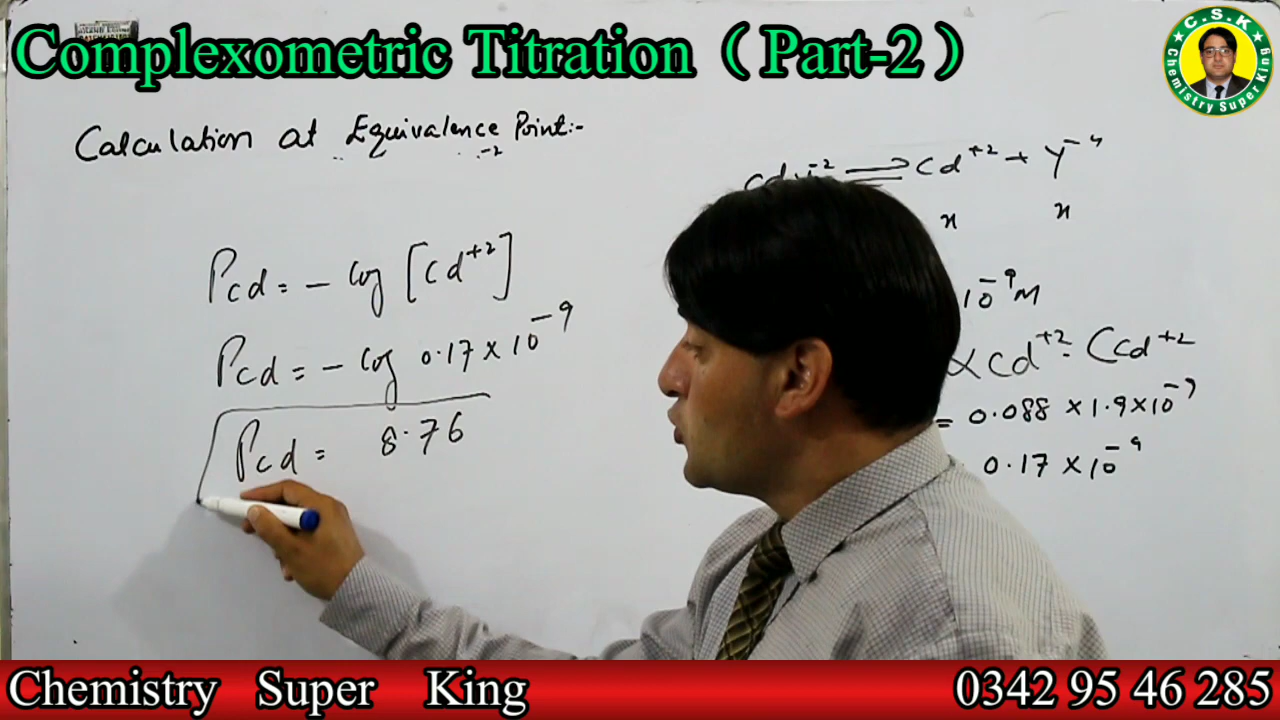 Complexometric Titration ( Part-2 )
C.S.K
Chemistry Super King
Calculation at Equivalence Point:-
Cd+2 + Y-4
x x
Pcd = - log [cd+2]
10-9 M
Pcd = - log 0.17 x 10-9
αcd+2 = Ccd+2
= 0.088 x 1.9 x 10-9
Pcd = 8.76
0.17 x 10-9
Chemistry Super King
0342 95 46 285